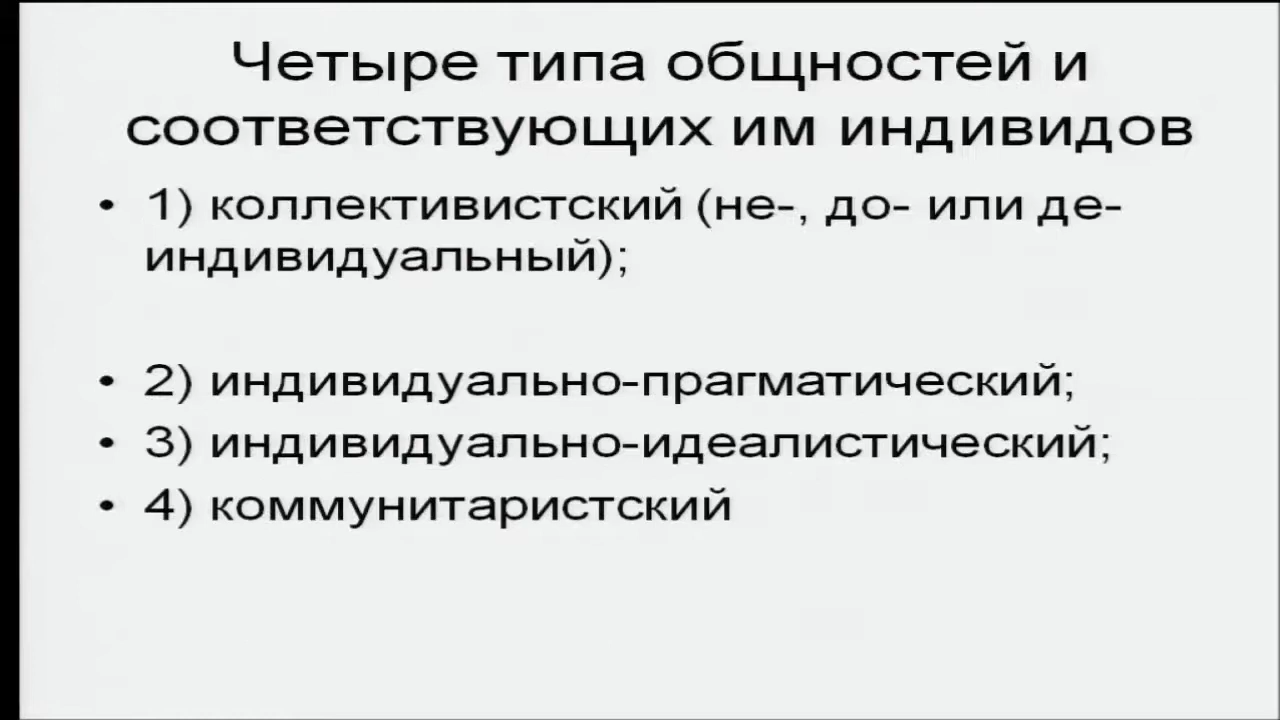 Четыре типа общностей и
соответствующих им индивидов
• 1) коллективистский (не-, до- или де-
индивидуальный);
• 2) индивидуально-прагматический;
• 3) индивидуально-идеалистический;
• 4) коммунитаристский